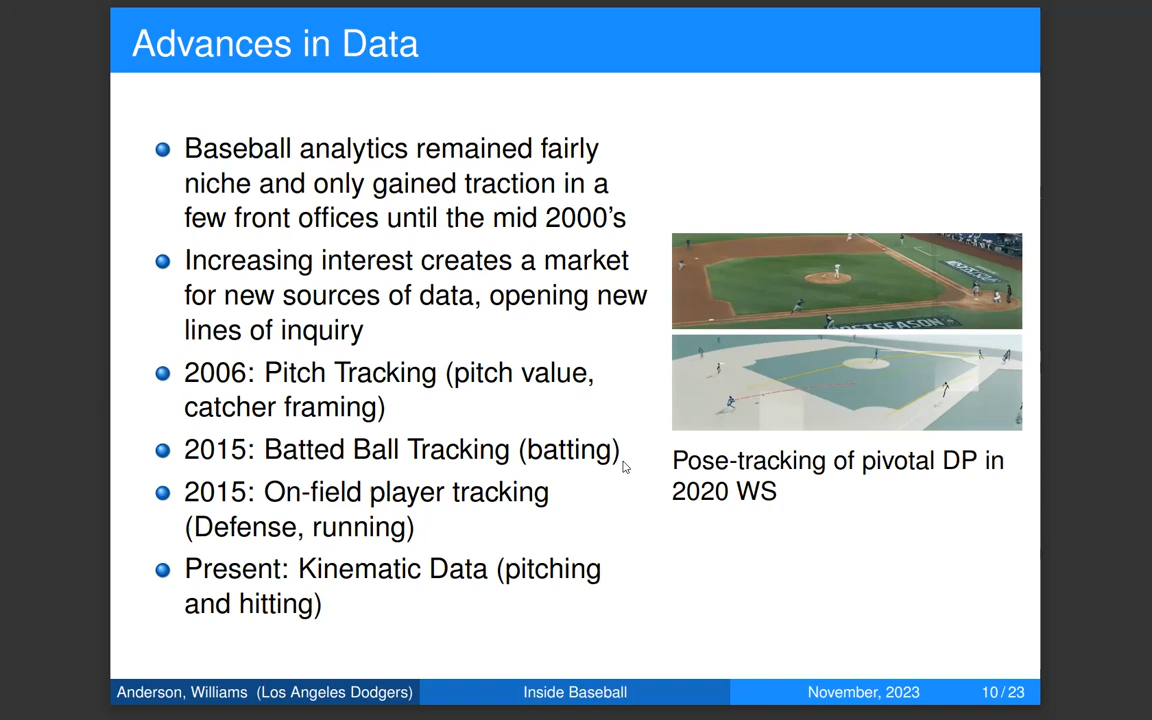 Advances in Data
Baseball analytics remained fairly
niche and only gained traction in a
few front offices until the mid 2000's
Increasing interest creates a market
for new sources of data, opening new
lines of inquiry
2006: Pitch Tracking (pitch value,
catcher framing)
2015: Batted Ball Tracking (batting)
2015: On-field player tracking
(Defense, running)
Present: Kinematic Data (pitching
and hitting)
POSTSEASON
Pose-tracking of pivotal DP in
2020 WS
Anderson, Williams (Los Angeles Dodgers)
Inside Baseball
November, 2023
10 / 23